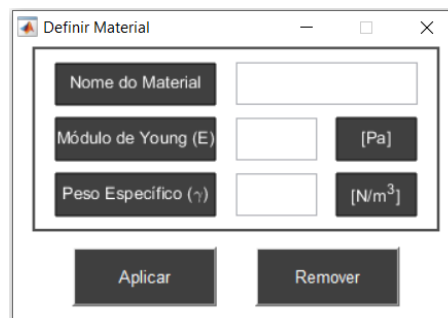 Definir Material
Nome do Material
Módulo de Young (E) [Pa]
Peso Específico (γ) [N/m³]
Aplicar Remover